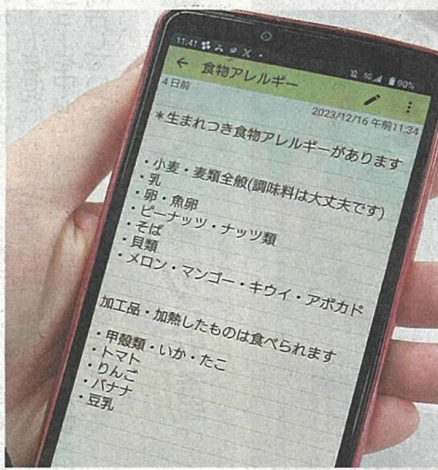 11:41
5G 90%
← 食物アレルギー
4日前
2023/12/16 午前11:34
*生まれつき食物アレルギーがあります
・小麦・麦類全般(調味料は大丈夫です)
・乳
・卵・魚卵
・ピーナッツ・ナッツ類
・そば
・貝類
・メロン・マンゴー・キウイ・アボカド
加工品・加熱したものは食べられます
・甲殻類・いか・たこ
・トマト
・りんご
・バナナ
・豆乳